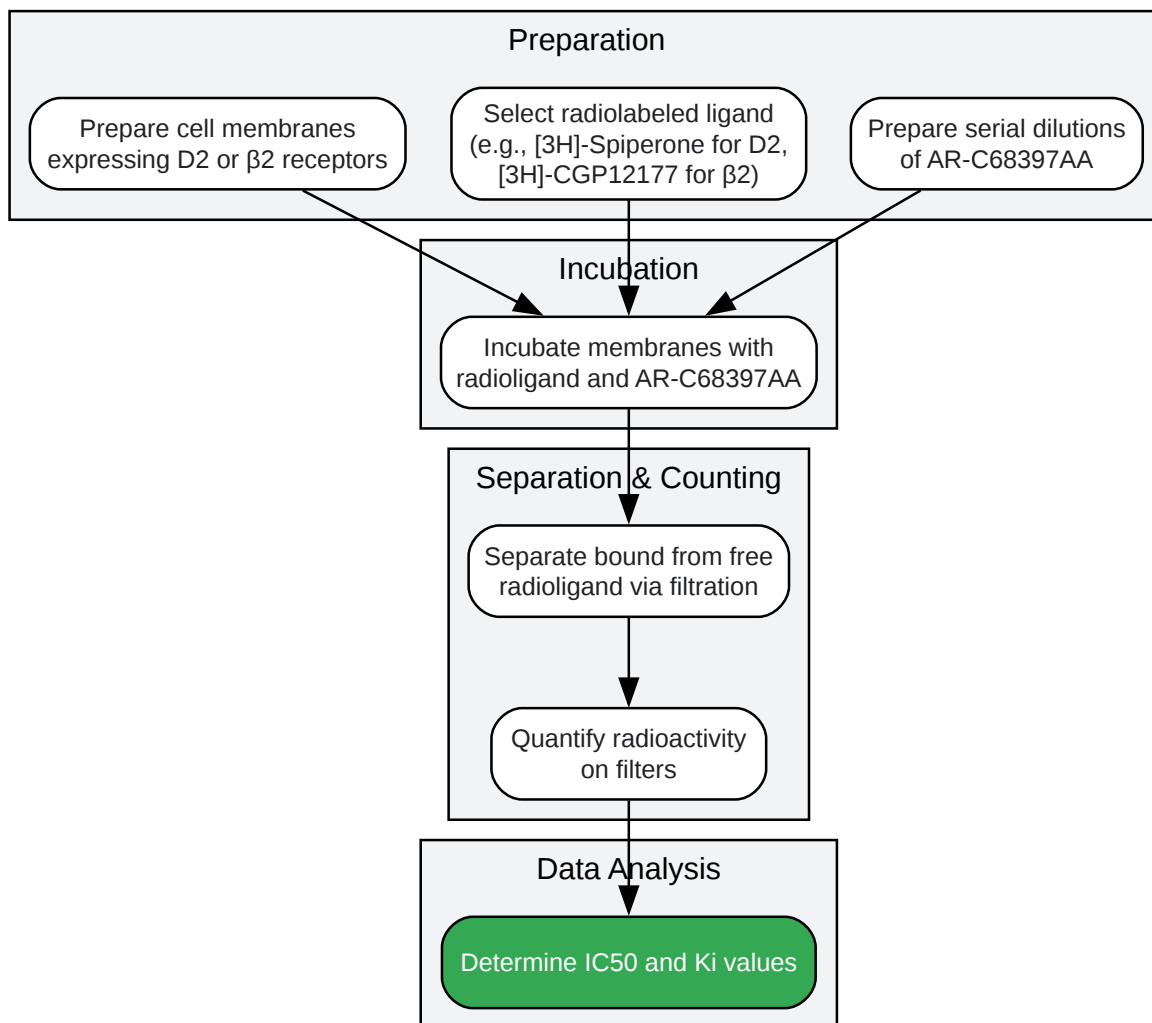 Preparation
Prepare cell membranes
expressing D2 or β2 receptors
Select radiolabeled ligand
(e.g., [3H]-Spiperone for D2,
[3H]-CGP12177 for β2)
Prepare serial dilutions
of AR-C68397AA
Incubation
Incubate membranes with
radioligand and AR-C68397AA
Separation & Counting
Separate bound from free
radioligand via filtration
Quantify radioactivity
on filters
Data Analysis
Determine IC50 and Ki values